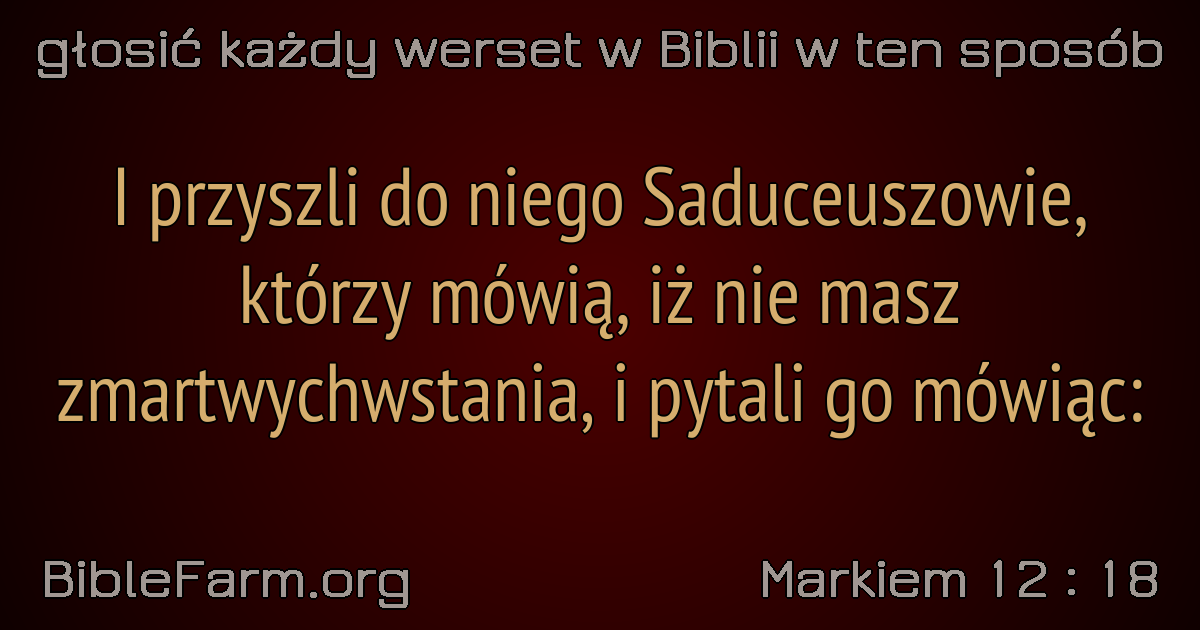 głosić każdy werset w Biblii w ten sposób
I przyszli do niego Saduceuszowie,
którzy mówią, iż nie masz
zmartwychwstania, i pytali go mówiąc:
BibleFarm.org
Markiem 12 : 18